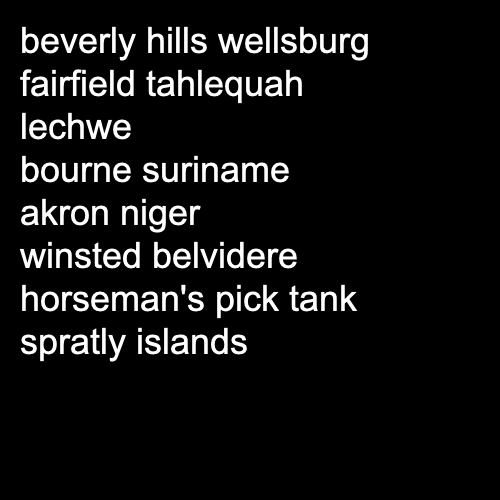 beverly hills wellsburg
fairfield tahlequah
lechwe
bourne suriname
akron niger
winsted belvidere
horseman's pick tank
spratly islands